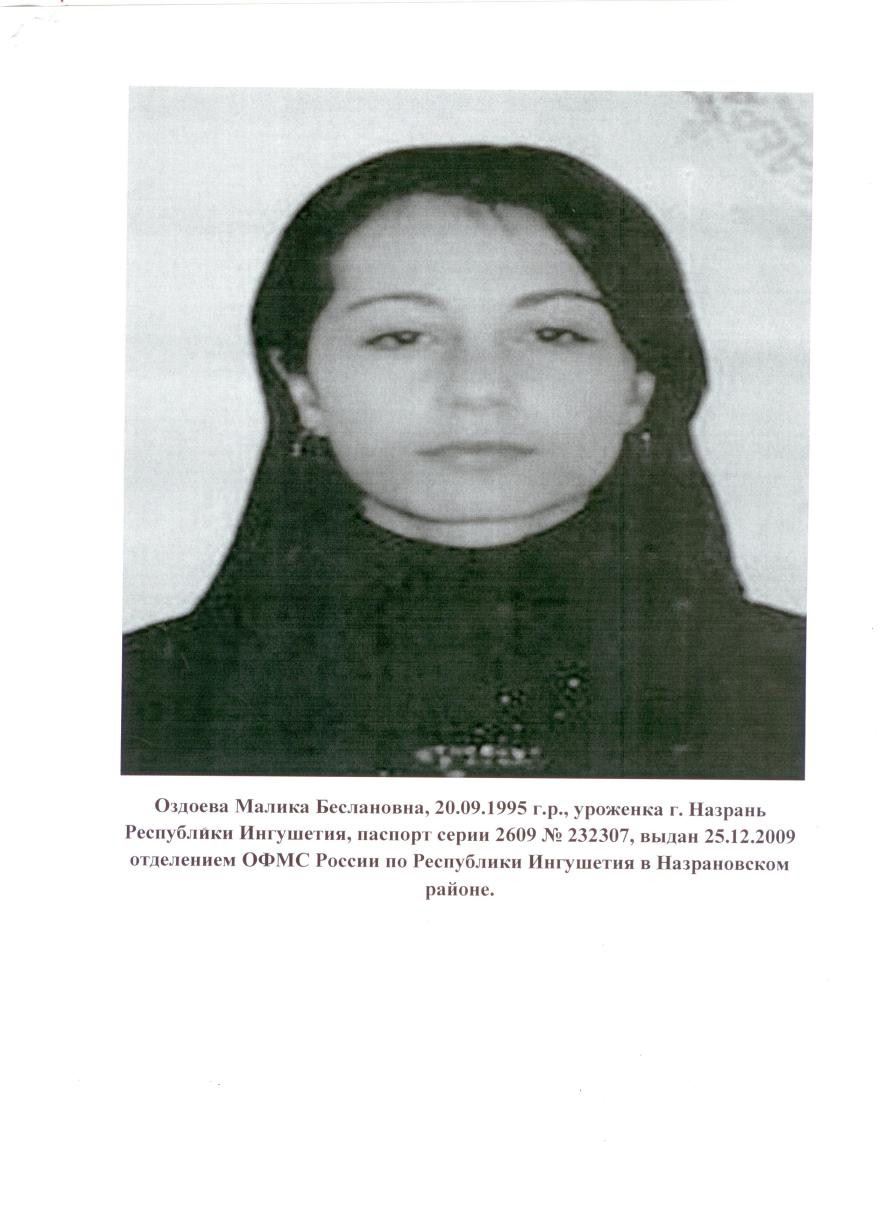 Оздоева Малика Беслановна, 20.09.1995 г.р., уроженка г. Назрань
Республики Ингушетия, паспорт серии 2609 № 232307, выдан 25.12.2009
отделением ОФМС России по Республики Ингушетия в Назрановском
районе.